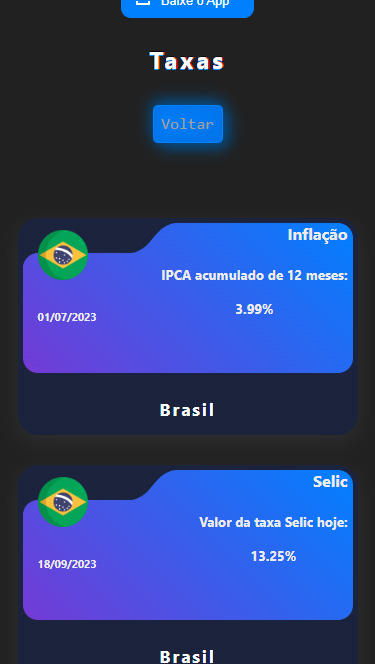 Baixe o App
Taxas
Voltar
Inflação
IPCA acumulado de 12 meses:
3.99%
01/07/2023
Brasil
Selic
Valor da taxa Selic hoje:
13.25%
18/09/2023
Brasil